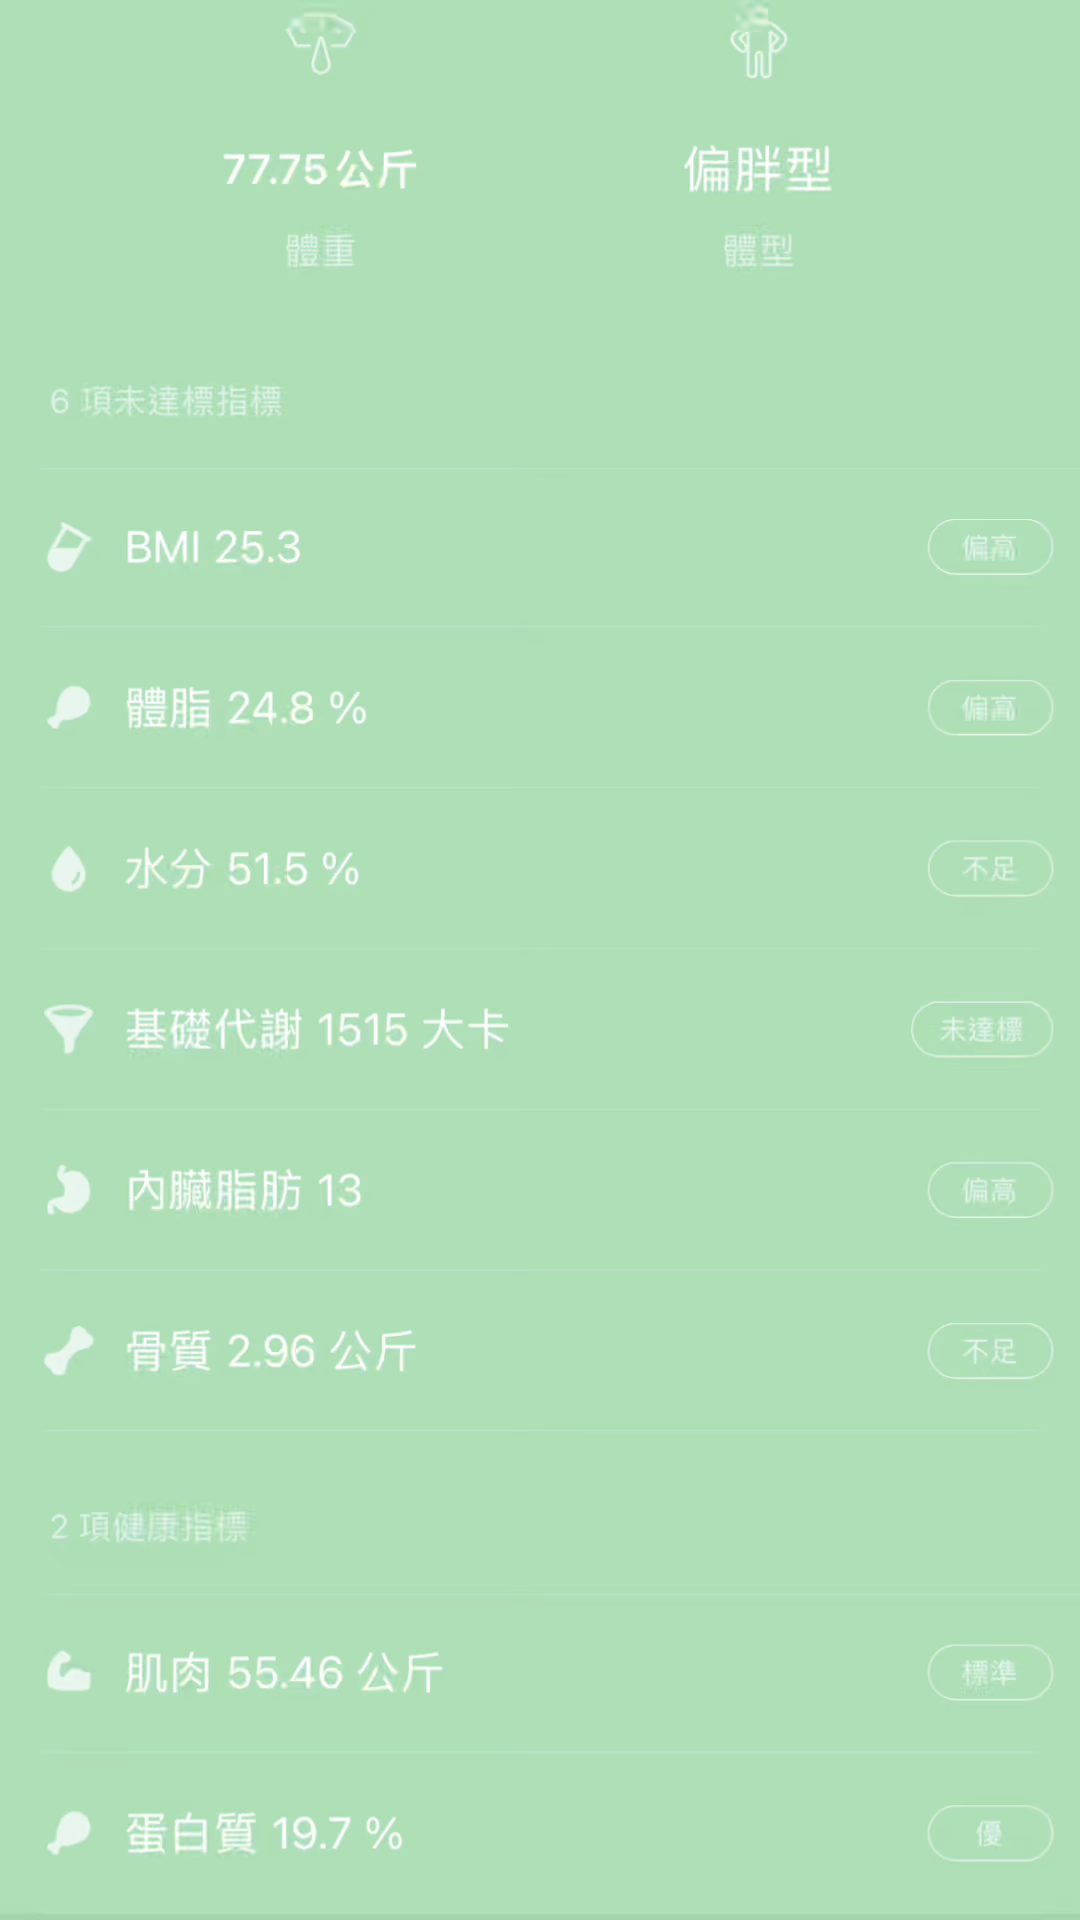 77.75公斤
偏胖型
體重
體型
6 項未達標指標
BMI 25.3
偏高
體脂 24.8 %
偏高
水分 51.5 %
不足
基礎代謝 1515 大卡
未達標
內臟脂肪 13
偏高
骨質 2.96 公斤
不足
2 項健康指標
肌肉 55.46 公斤
標準
蛋白質 19.7 %
優